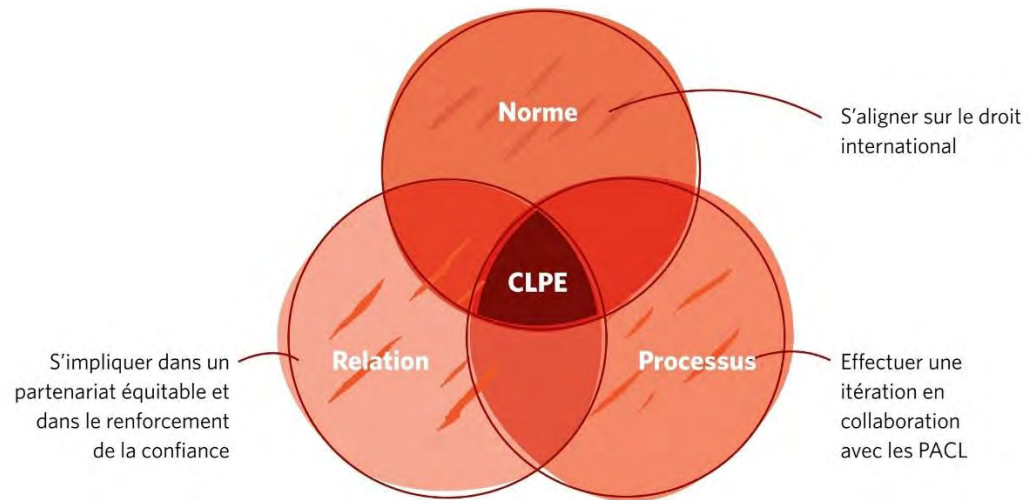 Norme
S'aligner sur le droit
international
CLPE
Relation
Processus
S'impliquer dans un
partenariat équitable et
dans le renforcement
de la confiance
Effectuer une
itération en
collaboration
avec les PACL